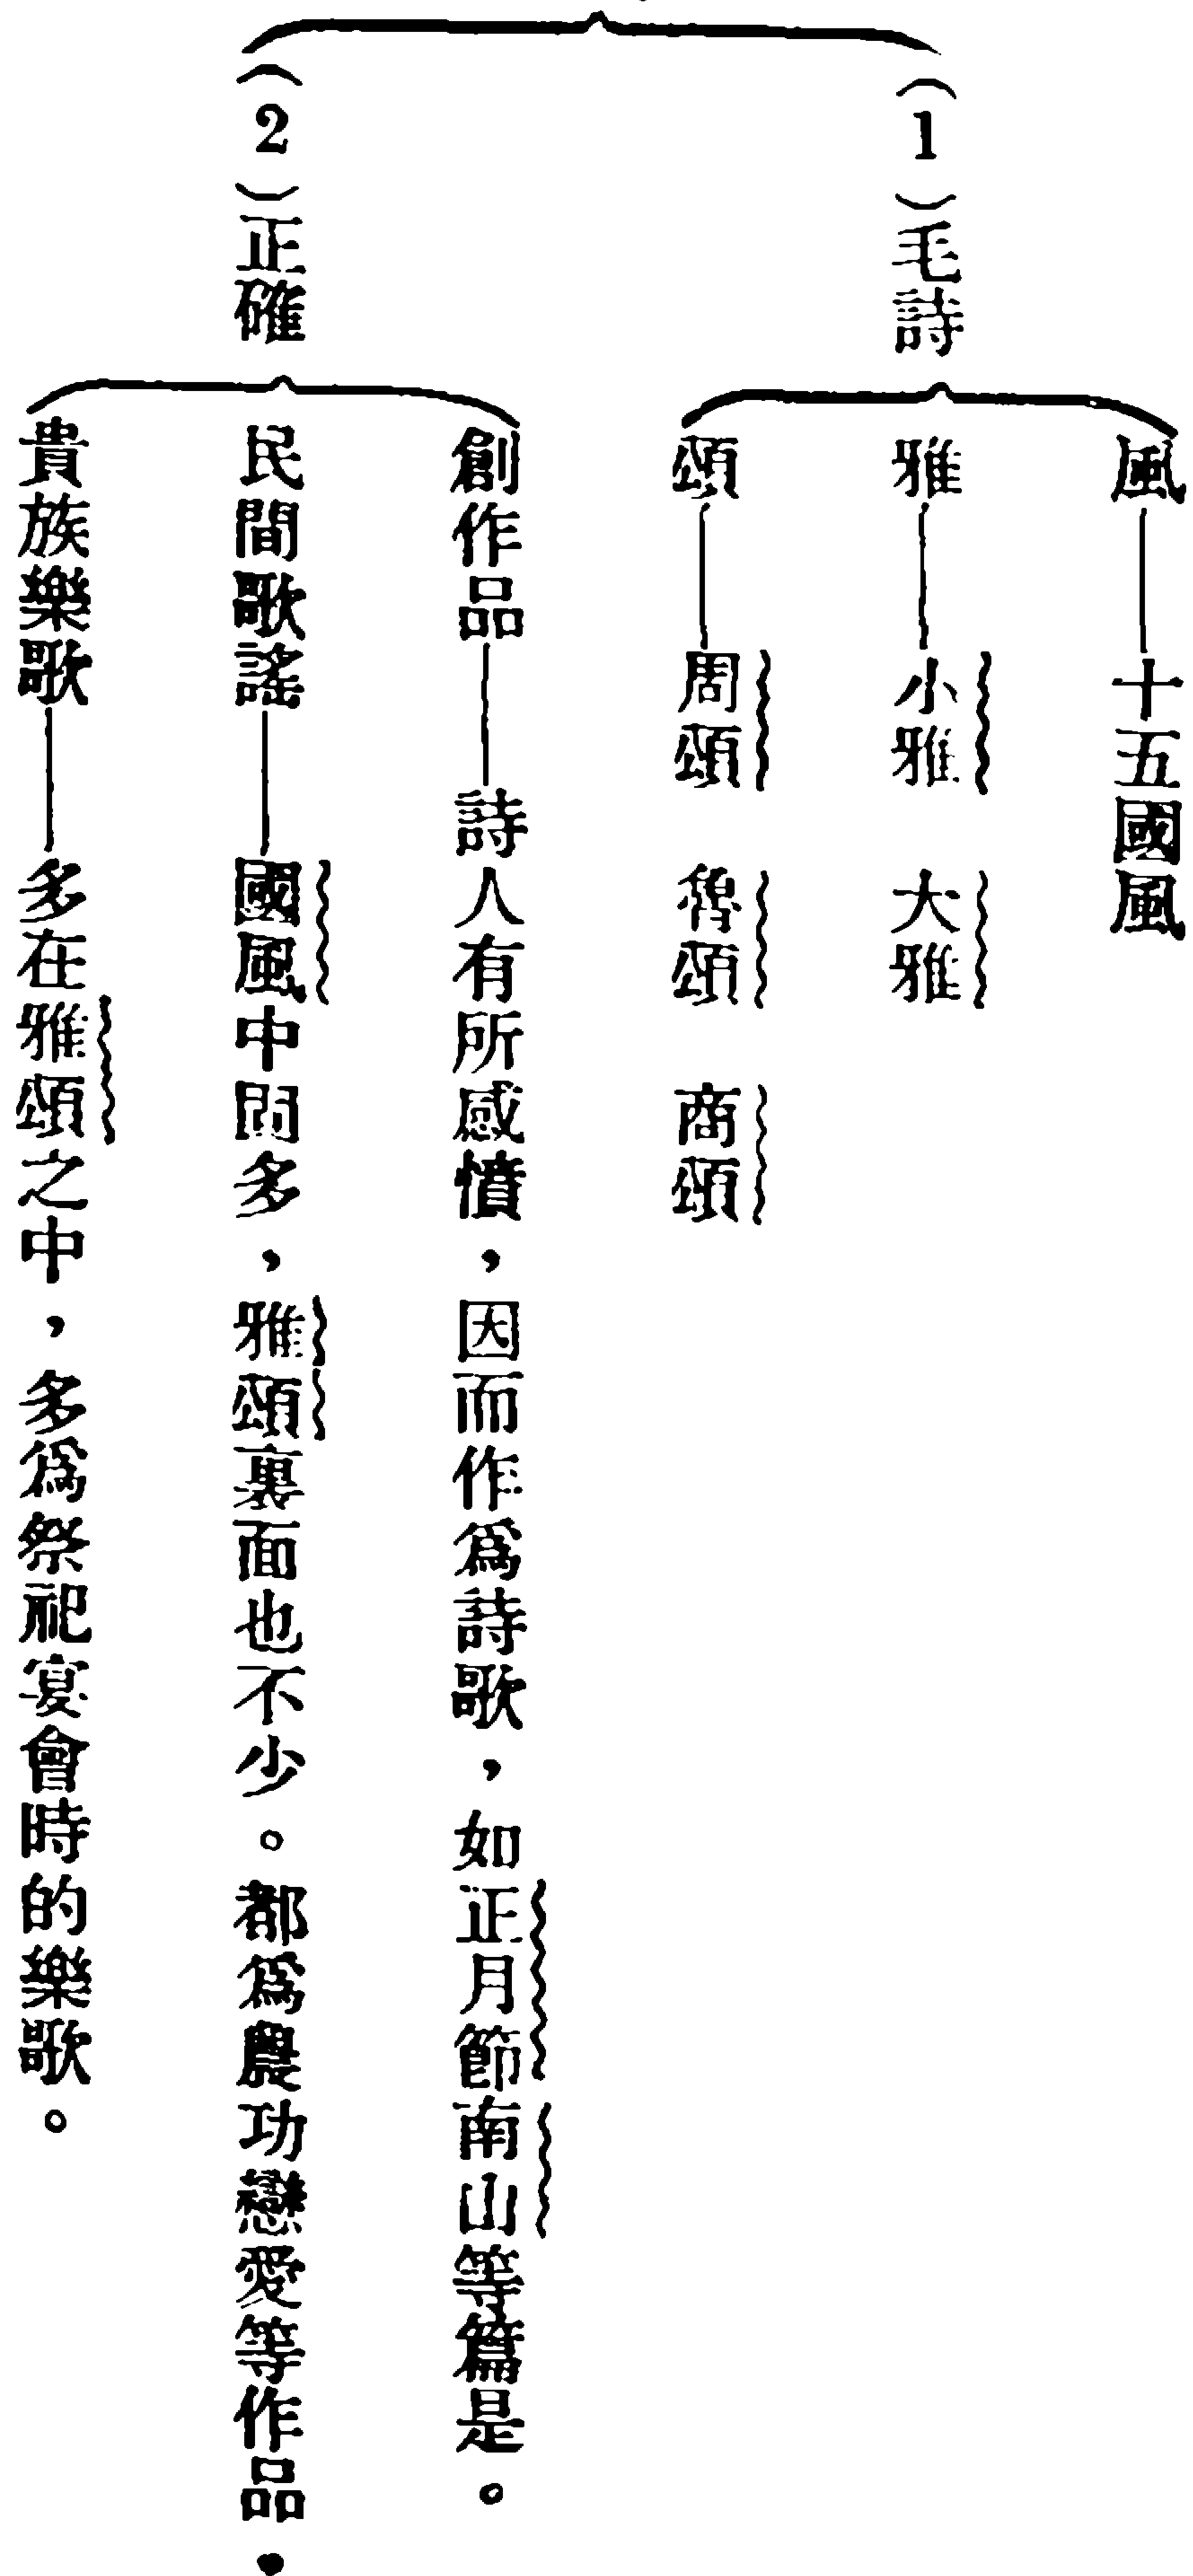 （1）毛詩
風——十五國風
雅——小雅　大雅
頌——周頌　魯頌　商頌
（2）正確
創作品——詩人有所感憤，因而作爲詩歌，如正月節南山等篇是。
民間歌謠——國風中間多，雅頌裏面也不少。都爲農功戀愛等作品。
貴族樂歌——多在雅頌之中，多爲祭祀宴會時的樂歌。